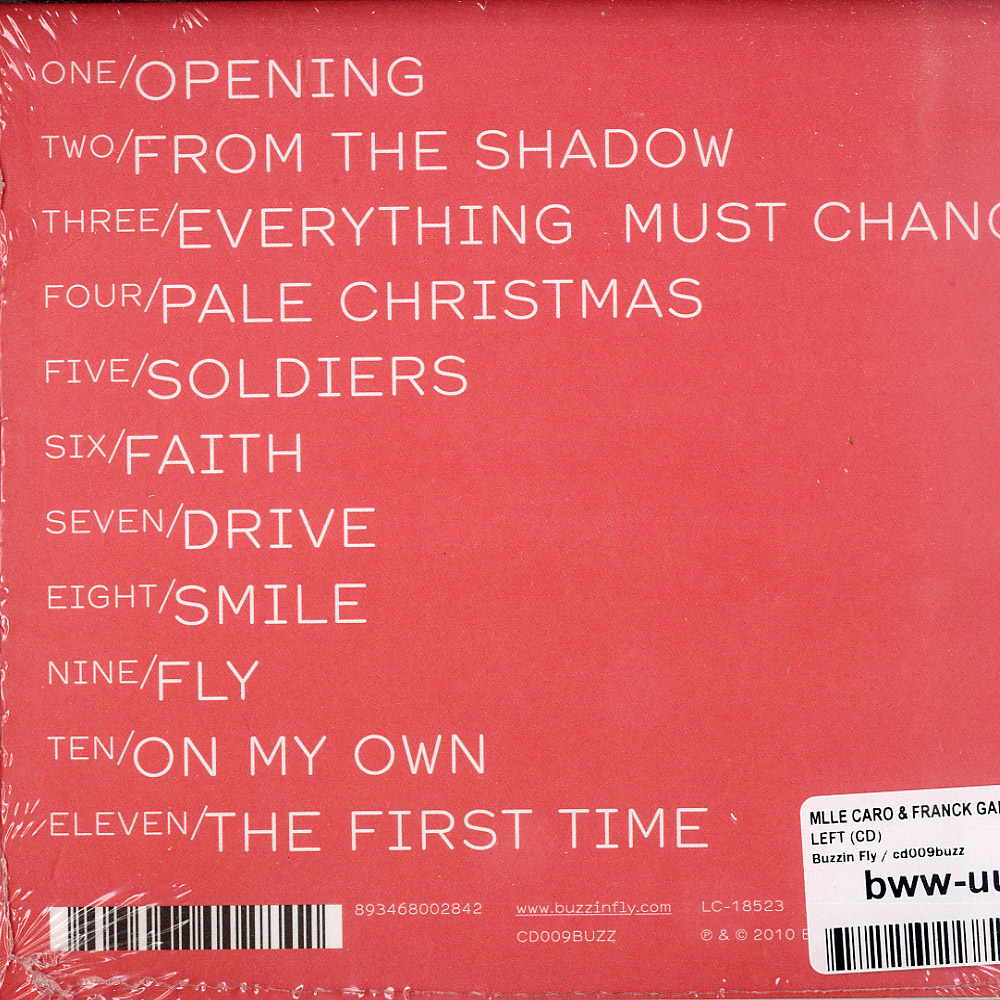 ONE/OPENING
TWO/FROM THE SHADOW
THREE/EVERYTHING MUST CHANG
FOUR/PALE CHRISTMAS
FIVE/SOLDIERS
SIX/FAITH
SEVEN/DRIVE
EIGHT/SMILE
NINE/FLY
TEN/ON MY OWN
ELEVEN/THE FIRST TIME
893468002842 www.buzzinfly.com LC-18523
CD009BUZZ ℗ & © 2010
MLLE CARO & FRANCK
LEFT (CD)
Buzzin Fly / cd009buzz